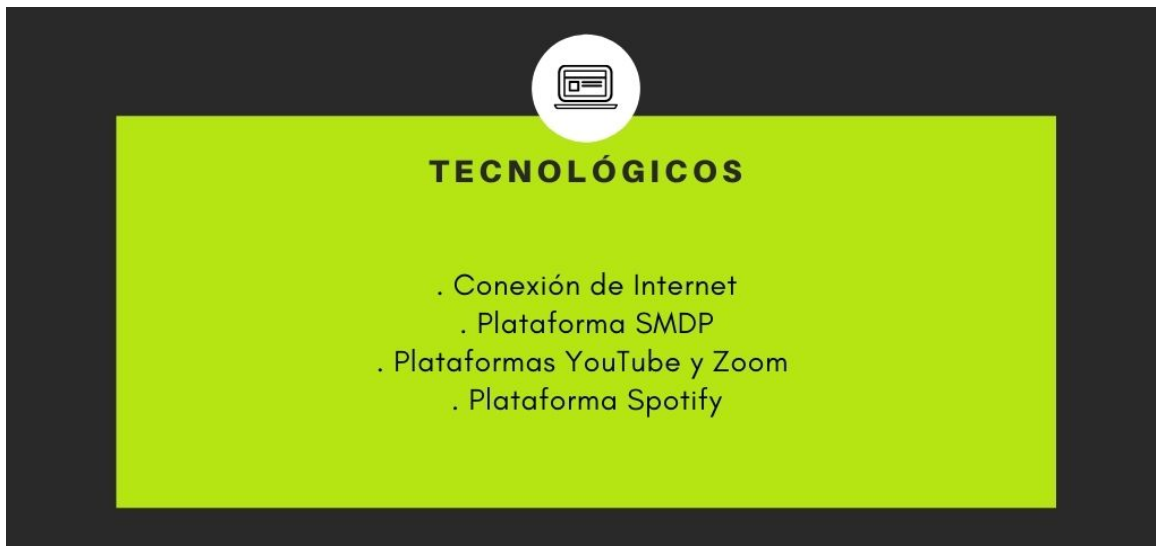 TECNOLÓGICOS
. Conexión de Internet
. Plataforma SMDP
. Plataformas YouTube y Zoom
. Plataforma Spotify